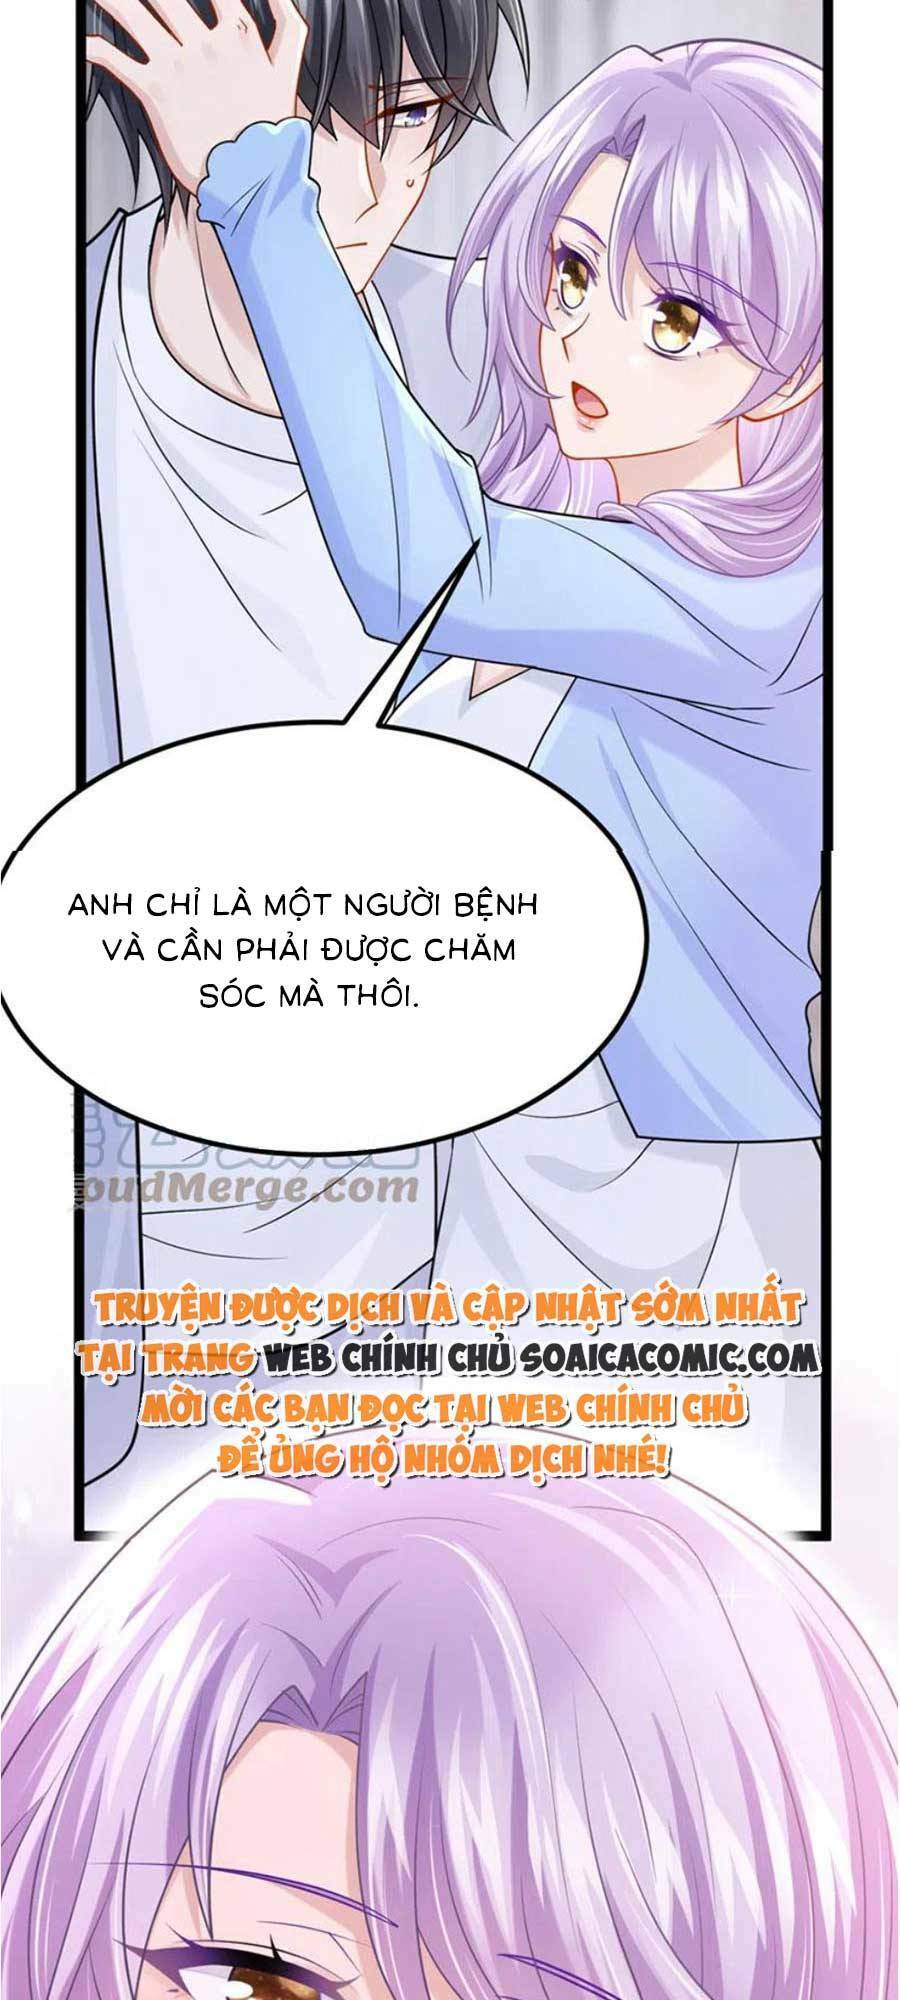 ANH CHỈ LÀ MỘT NGƯỜI BỆNH
VÀ CẦN PHẢI ĐƯỢC CHĂM
SÓC MÀ THÔI.
oudMerge.com
TRUYỆN ĐƯỢC DỊCH VÀ CẬP NHẬT SỚM NHẤT
TẠI TRANG WEB CHÍNH CHỦ SOAICACOMIC.COM
MỜI CÁC BẠN ĐỌC TẠI WEB CHÍNH CHỦ
ĐỂ ỦNG HỘ NHÓM DỊCH NHÉ!